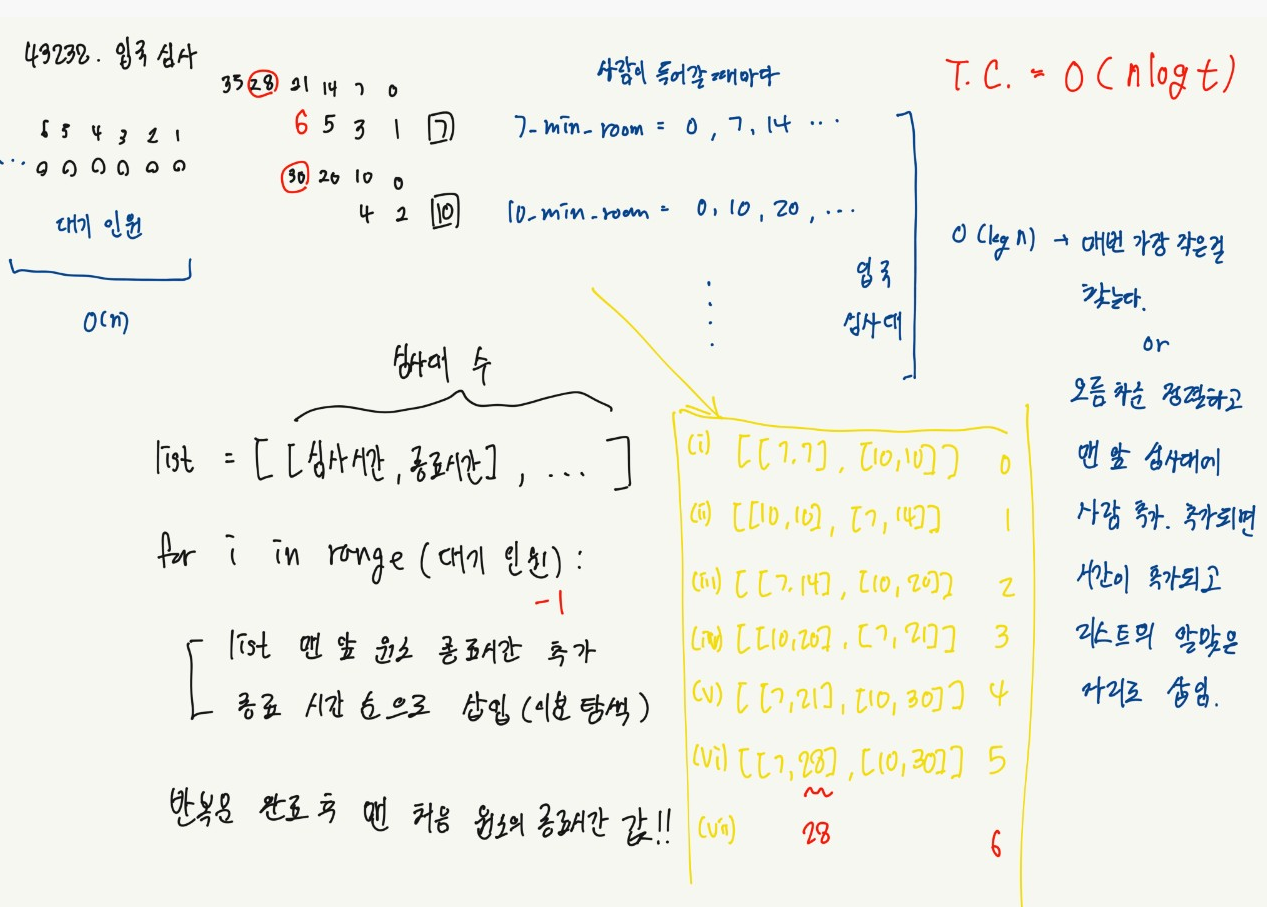 43238. 입국 심사
35 28 21 14 7 0
6 5 3 1 7
30 20 10 0
4 2 10
6 5 4 3 2 1
대기 인원
O(n)
사람이 들어갈 때마다
7_min_room = 0, 7, 14 ...
10_min_room = 0, 10, 20, ...
입국
심사대
T.C. = O(nlogt)
O(log n) → 매번 가장 작은걸
찾는다.
or
오름차순 정렬하고
맨 앞 심사대에
사람 추가. 추가되면
시간이 추가되고
리스트의 알맞은
자리로 삽입.
심사대 수
list = [[심사시간, 종료시간], ... ]
for i in range(대기 인원):
-1
list 맨 앞 원소 종료시간 추가
종료 시간 순으로 삽입 (이분 탐색)
반복문 완료 후 맨 처음 원소의 종료시간 값!!
(i) [[7,7], [10,10]] 0
(ii) [[10,10], [7,14]] 1
(iii) [[7,14], [10,20]] 2
(iv) [[10,20], [7,21]] 3
(v) [[7,21], [10,30]] 4
(vi) [[7,28], [10,30]] 5
(vii) 28 6